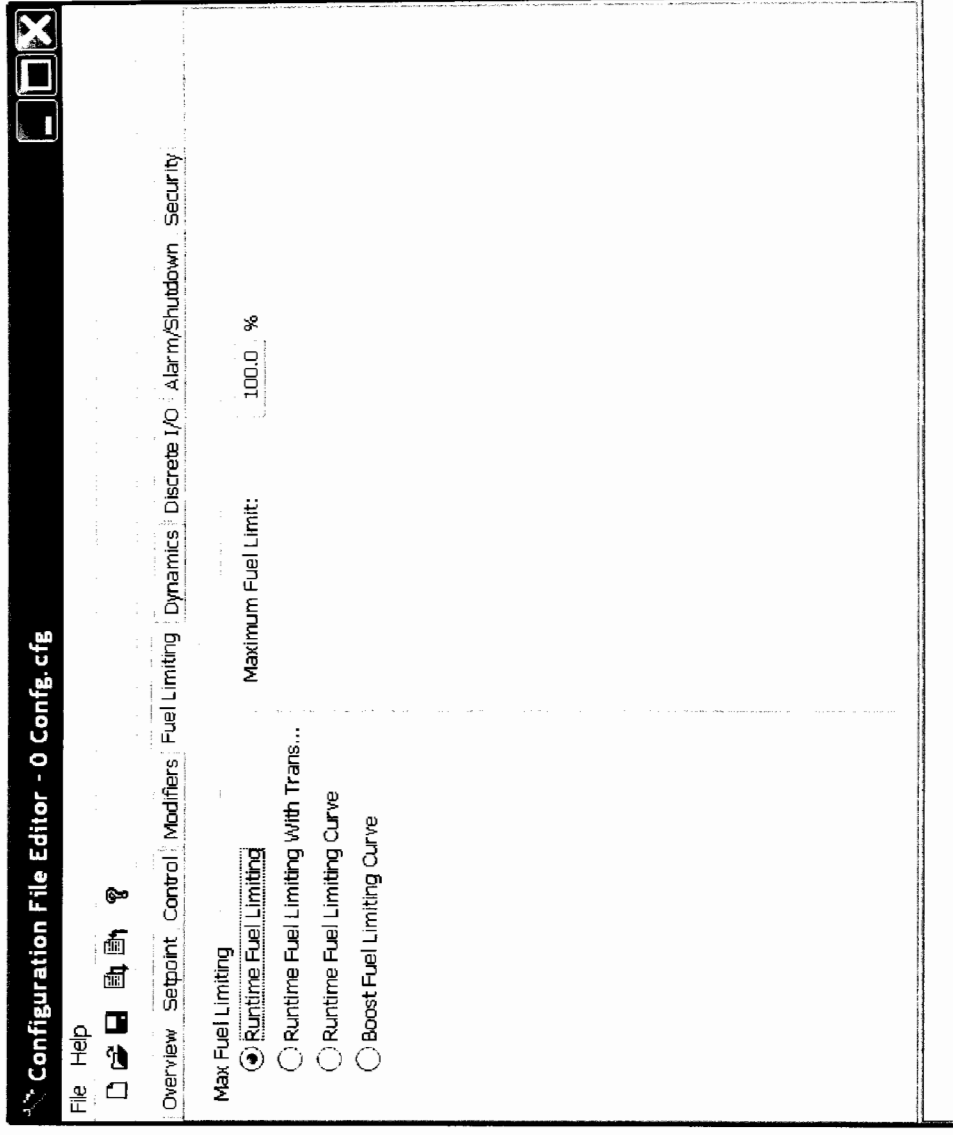 Configuration File Editor - 0 Confg.cfg
File Help
Overview Setpoint Control Modifiers Fuel Limiting Dynamics Discrete I/O Alarm/Shutdown Security
Max Fuel Limiting
Runtime Fuel Limiting
Maximum Fuel Limit: 100.0 %
Runtime Fuel Limiting With Trans...
Runtime Fuel Limiting Curve
Boost Fuel Limiting Curve